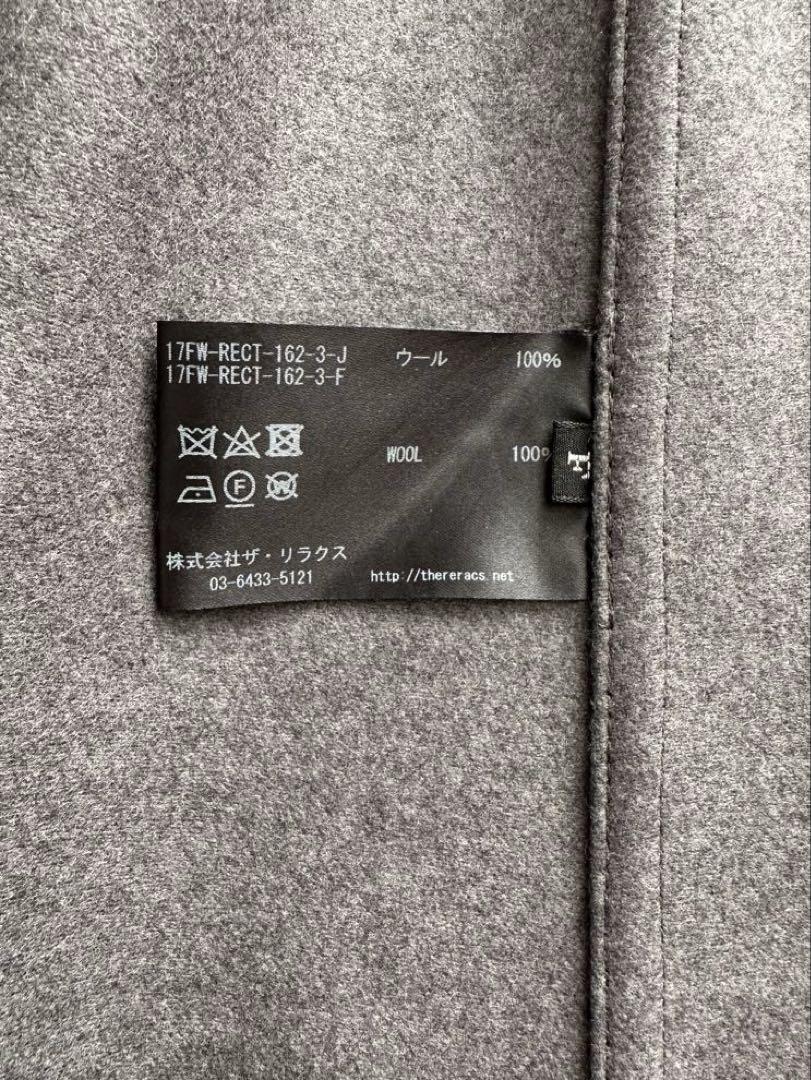 17FW-RECT-162-3-J ウール 100%
17FW-RECT-162-3-F
WOOL 100%
F
W
株式会社ザ・リラクス
03-6433-5121 http://thereracs.net